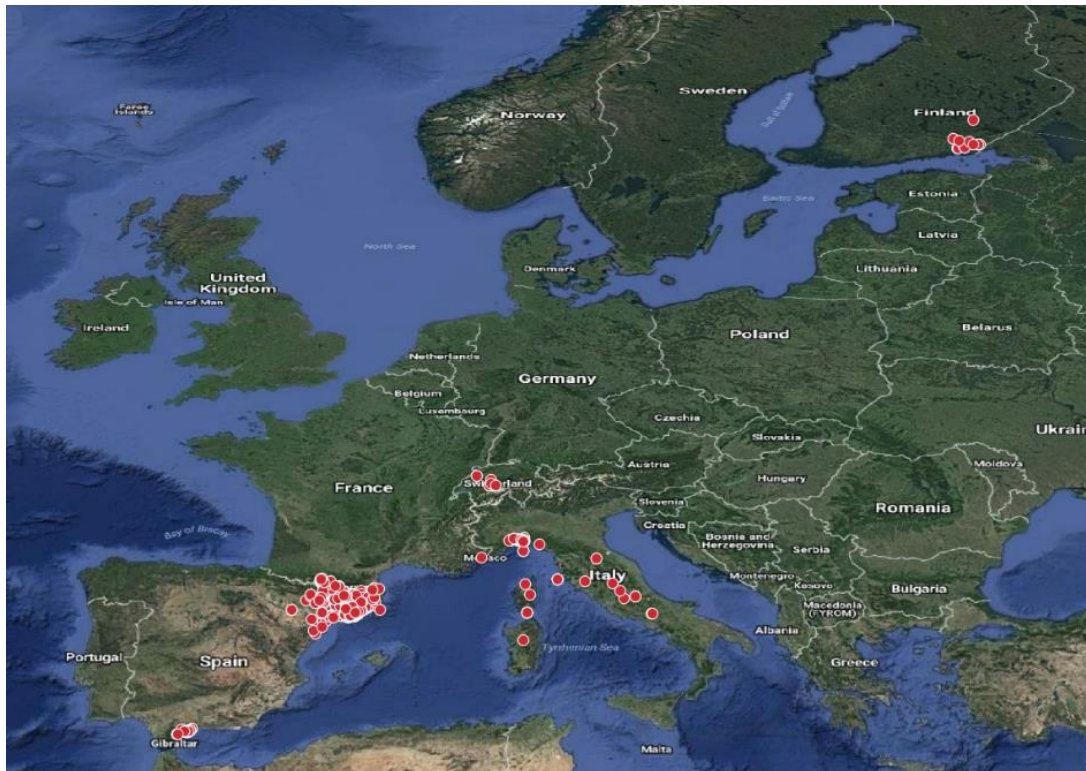 Faroe
Islands
Norway
Sweden
Finland
Gulf of Bothnia
Estonia
Baltic Sea
Latvia
North Sea
Denmark
Lithuania
United
Kingdom
Isle of Man
Ireland
Belarus
Poland
Netherlands
Germany
Belgium
Luxembourg
Czechia
Ukrain
Slovakia
Moldova
Austria
France
Switzerland
Hungary
Slovenia
Romania
Croatia
Bay of Biscay
Bosnia and
Herzegovina
Serbia
Monaco
Italy
Montenegro
Kosovo
Bulgaria
Macedonia
(FYROM)
Albania
Portugal
Spain
Tyrrhenian Sea
Greece
Gibraltar
Malta